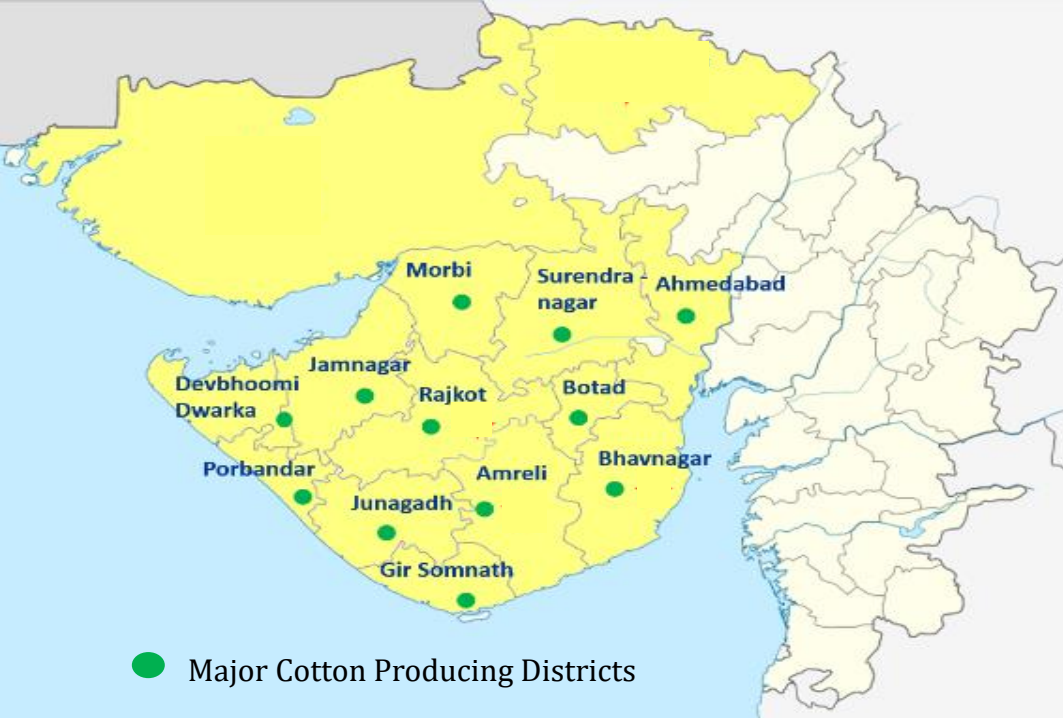 Morbi
Surendra -
nagar
Ahmedabad
Jamnagar
Devbhoomi
Dwarka
Rajkot
Botad
Porbandar
Junagadh
Amreli
Bhavnagar
Gir Somnath
Major Cotton Producing Districts